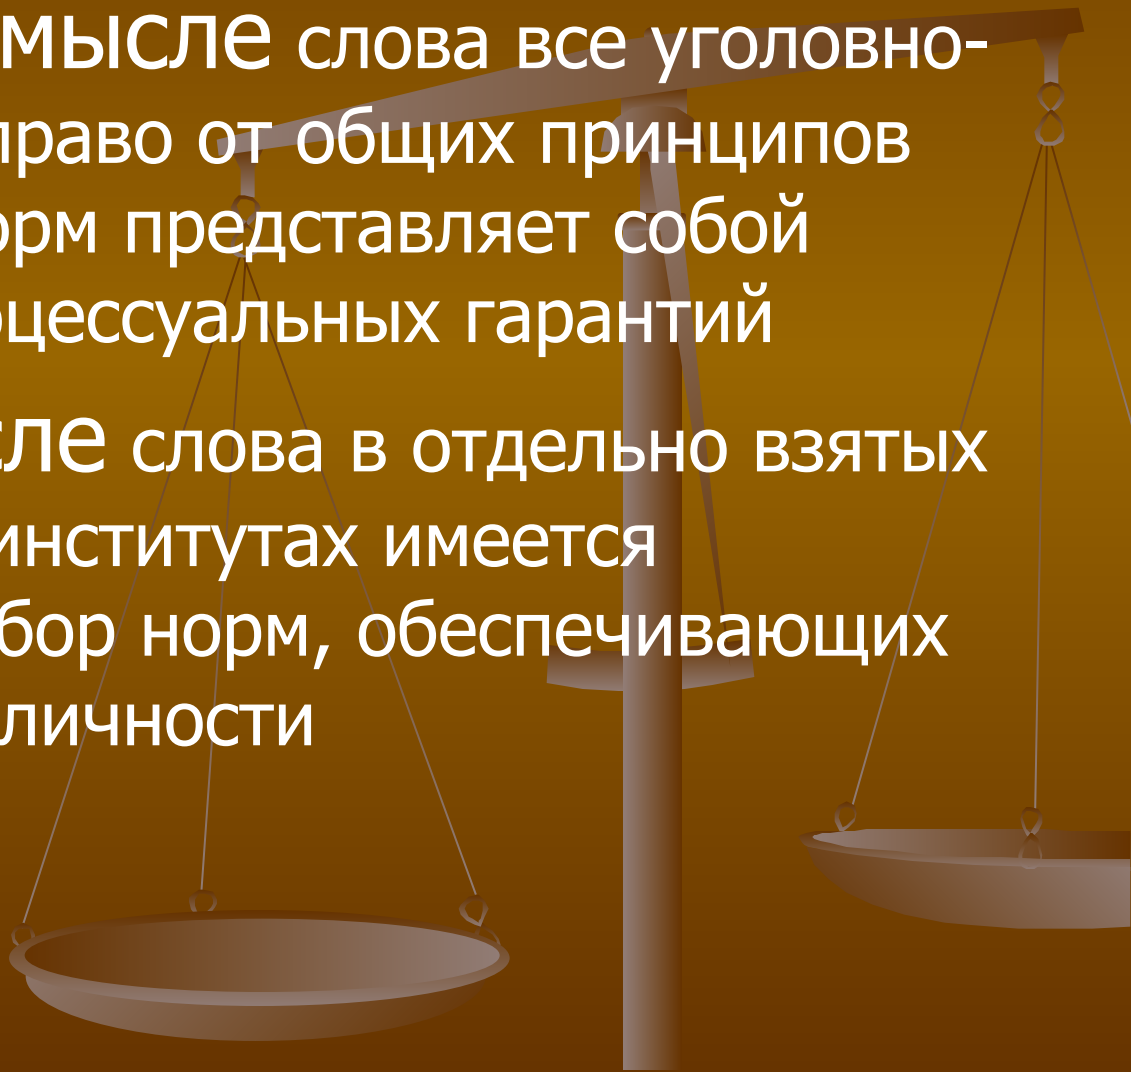 мысле слова все уголовно-
право от общих принципов
орм представляет собой
оцессуальных гарантий
сле слова в отдельно взятых
институтах имеется
бор норм, обеспечивающих
личности